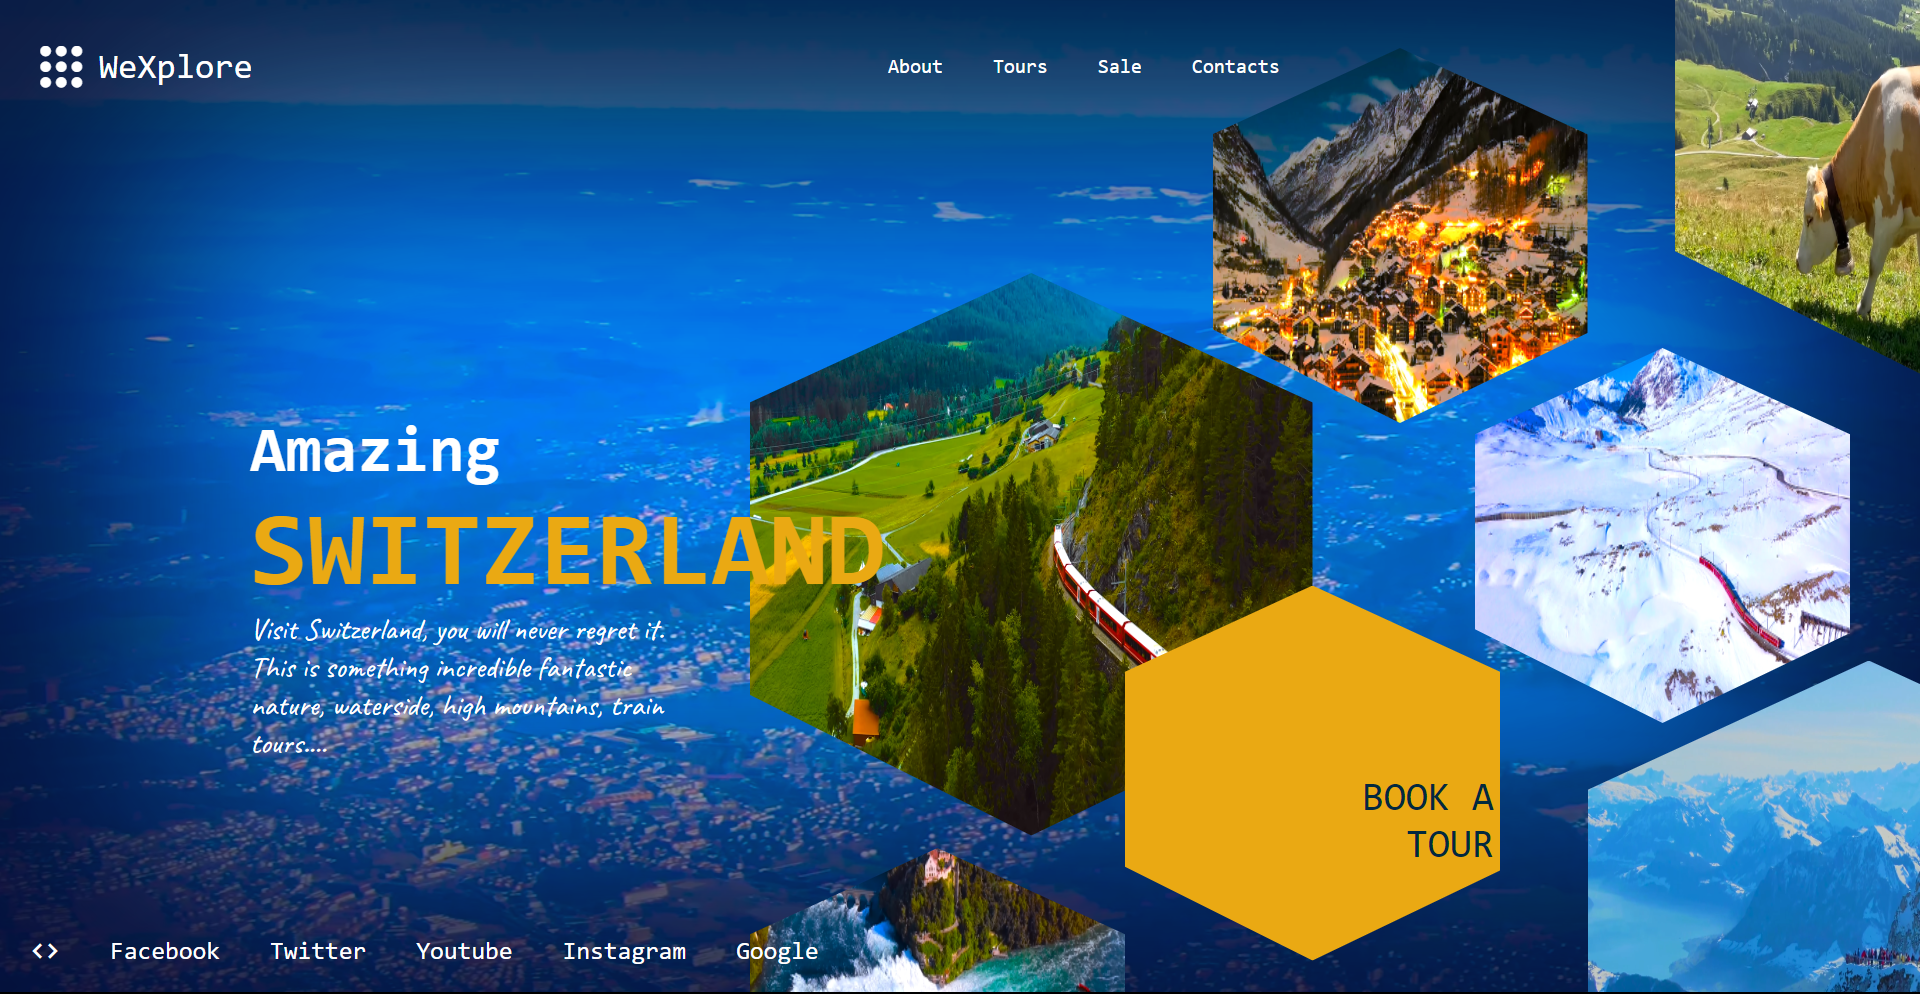 WeXplore
About Tours Sale Contacts
Amazing
SWITZERLAND
Visit Switzerland, you will never regret it.
This is something incredible fantastic
nature, waterside, high mountains, train
tours....
BOOK A
TOUR
Facebook Twitter Youtube Instagram Google